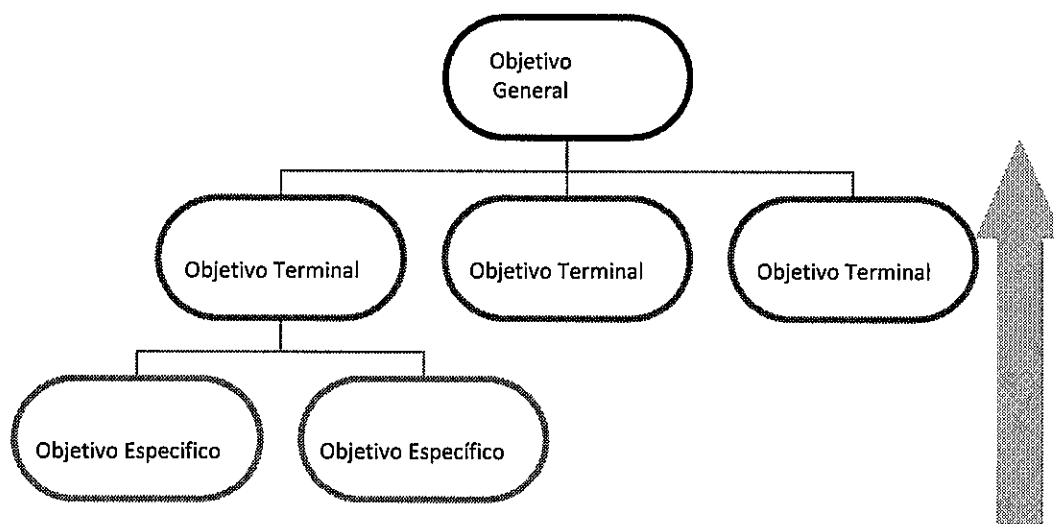 Objetivo
General
Objetivo Terminal
Objetivo Terminal
Objetivo Terminal
Objetivo Especifico
Objetivo Específico